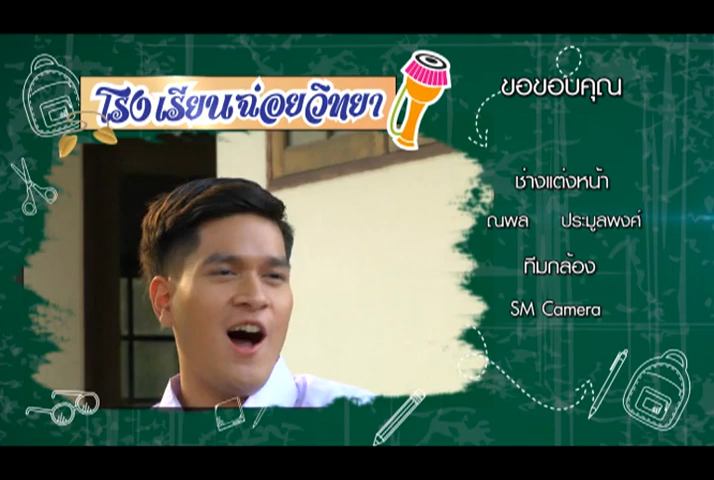 โรงเรียนฉ่อยวิทยา
ขอขอบคุณ
ช่างแต่งหน้า
ณพล ประมูลพงศ์
ทีมกล้อง
SM Camera